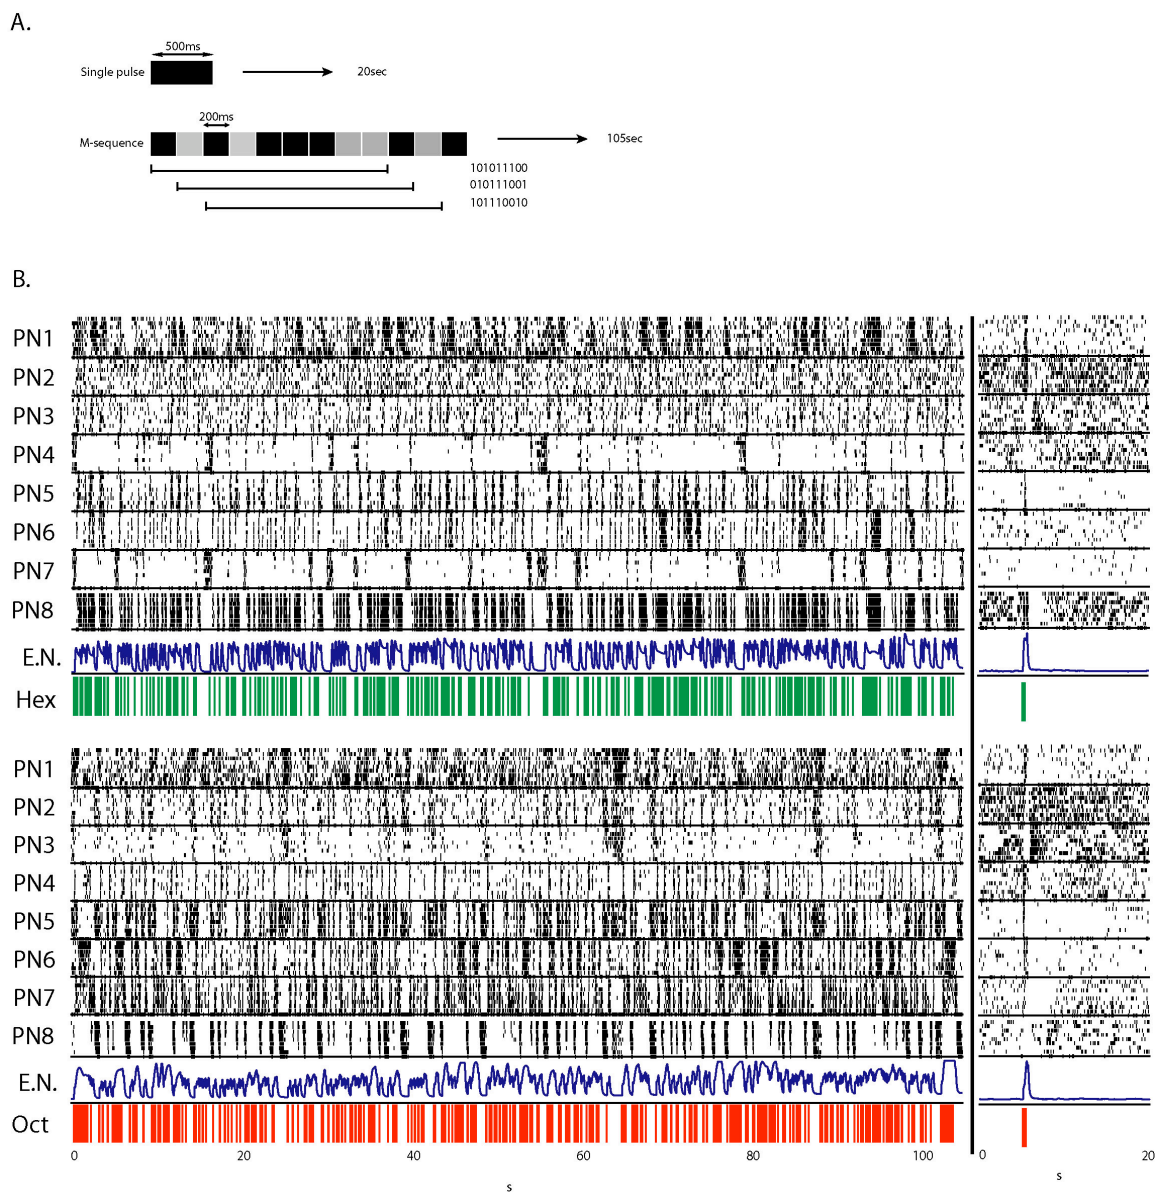 A.
500ms
Single pulse
20sec
200ms
M-sequence
105sec
101011100
010111001
101110010
B.
PN1
PN2
PN3
PN4
PN5
PN6
PN7
PN8
E.N.
Hex
PN1
PN2
PN3
PN4
PN5
PN6
PN7
PN8
E.N.
Oct
0 20 40 60 80 100 0 20
s s